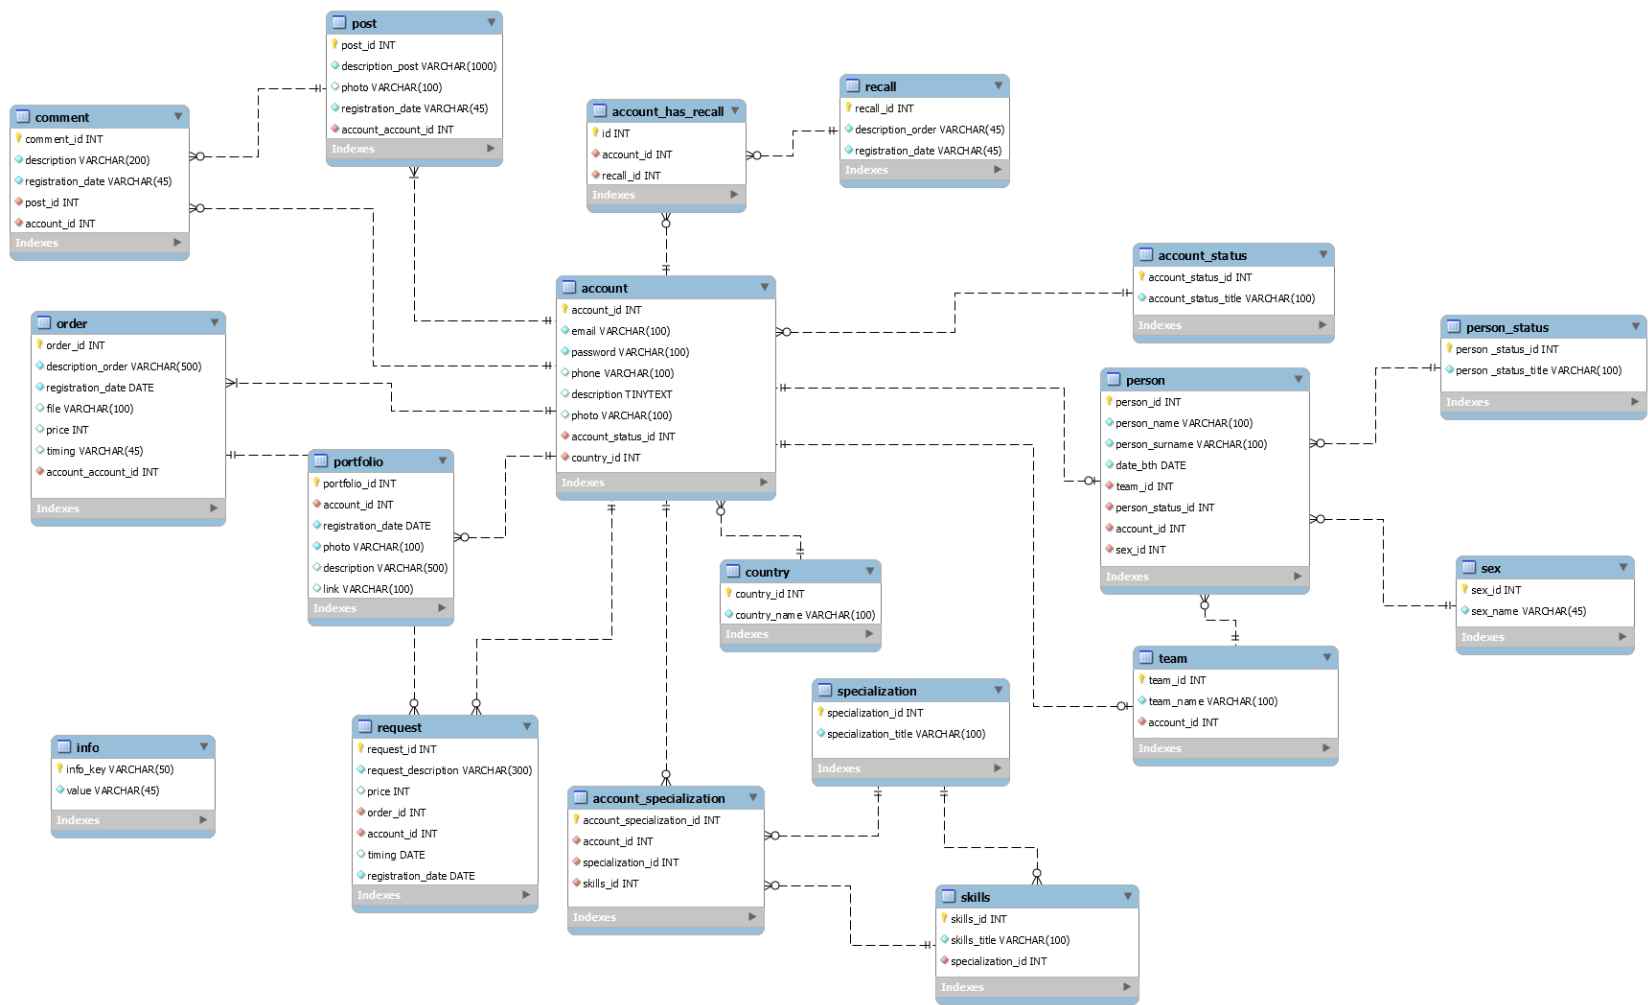 post
post_id INT
description_post VARCHAR(1000)
photo VARCHAR(100)
registration_date VARCHAR(45)
account_account_id INT
Indexes
comment
comment_id INT
description VARCHAR(200)
registration_date VARCHAR(45)
post_id INT
account_id INT
Indexes
account_has_recall
id INT
account_id INT
recall_id INT
Indexes
recall
recall_id INT
description_order VARCHAR(45)
registration_date VARCHAR(45)
Indexes
account
account_id INT
email VARCHAR(100)
password VARCHAR(100)
phone VARCHAR(100)
description TINYTEXT
photo VARCHAR(100)
account_status_id INT
country_id INT
Indexes
account_status
account_status_id INT
account_status_title VARCHAR(100)
Indexes
person_status
person _status_id INT
person _status_title VARCHAR(100)
Indexes
order
order_id INT
description_order VARCHAR(500)
registration_date DATE
file VARCHAR(100)
price INT
timing VARCHAR(45)
account_account_id INT
Indexes
portfolio
portfolio_id INT
account_id INT
registration_date DATE
photo VARCHAR(100)
description VARCHAR(500)
link VARCHAR(100)
Indexes
person
person_id INT
person_name VARCHAR(100)
person_surname VARCHAR(100)
date_bth DATE
team_id INT
person_status_id INT
account_id INT
sex_id INT
Indexes
country
country_id INT
country_name VARCHAR(100)
Indexes
sex
sex_id INT
sex_name VARCHAR(45)
Indexes
team
team_id INT
team_name VARCHAR(100)
account_id INT
Indexes
specialization
specialization_id INT
specialization_title VARCHAR(100)
Indexes
info
info_key VARCHAR(50)
value VARCHAR(45)
Indexes
request
request_id INT
request_description VARCHAR(300)
price INT
order_id INT
account_id INT
timing DATE
registration_date DATE
Indexes
account_specialization
account_specialization_id INT
account_id INT
specialization_id INT
skills_id INT
Indexes
skills
skills_id INT
skills_title VARCHAR(100)
specialization_id INT
Indexes